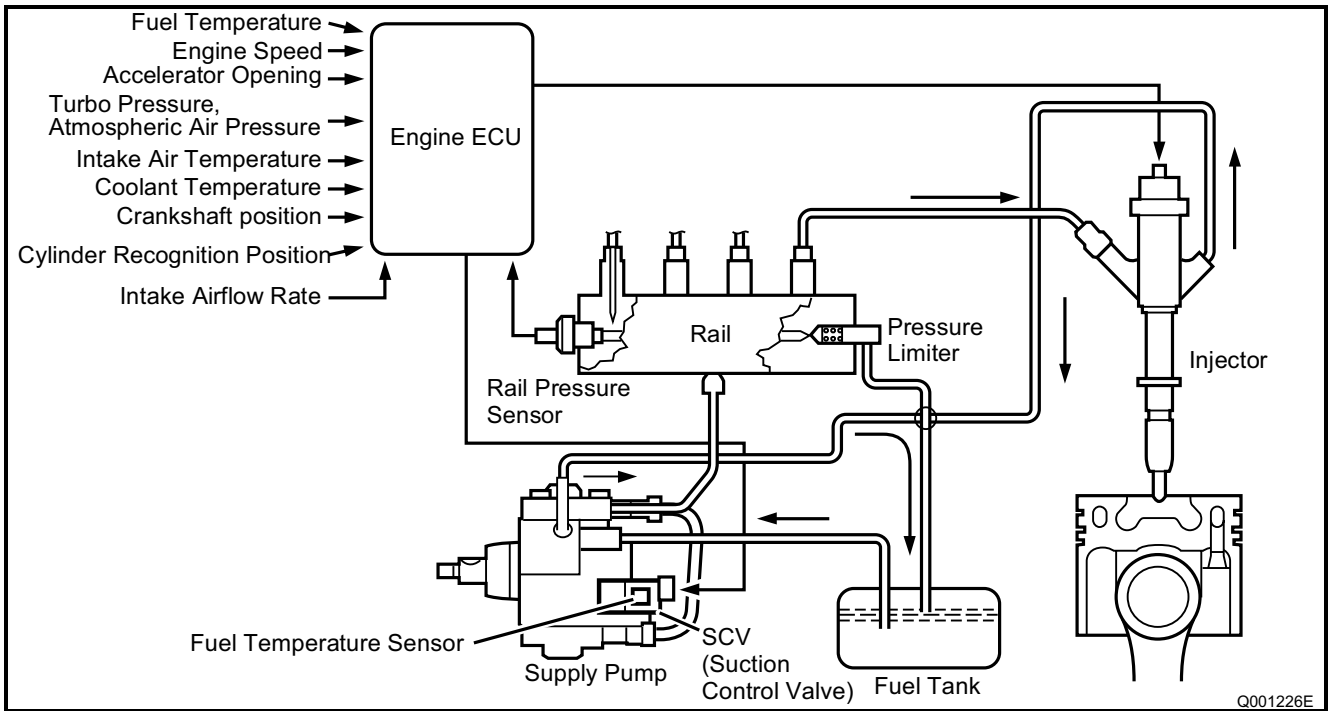 Fuel Temperature
Engine Speed
Accelerator Opening
Turbo Pressure,
Atmospheric Air Pressure
Intake Air Temperature
Coolant Temperature
Crankshaft position
Cylinder Recognition Position
Intake Airflow Rate
Engine ECU
Rail
Pressure
Limiter
Injector
Rail Pressure
Sensor
Fuel Temperature Sensor
Supply Pump
SCV
(Suction
Control Valve)
Fuel Tank
Q001226E